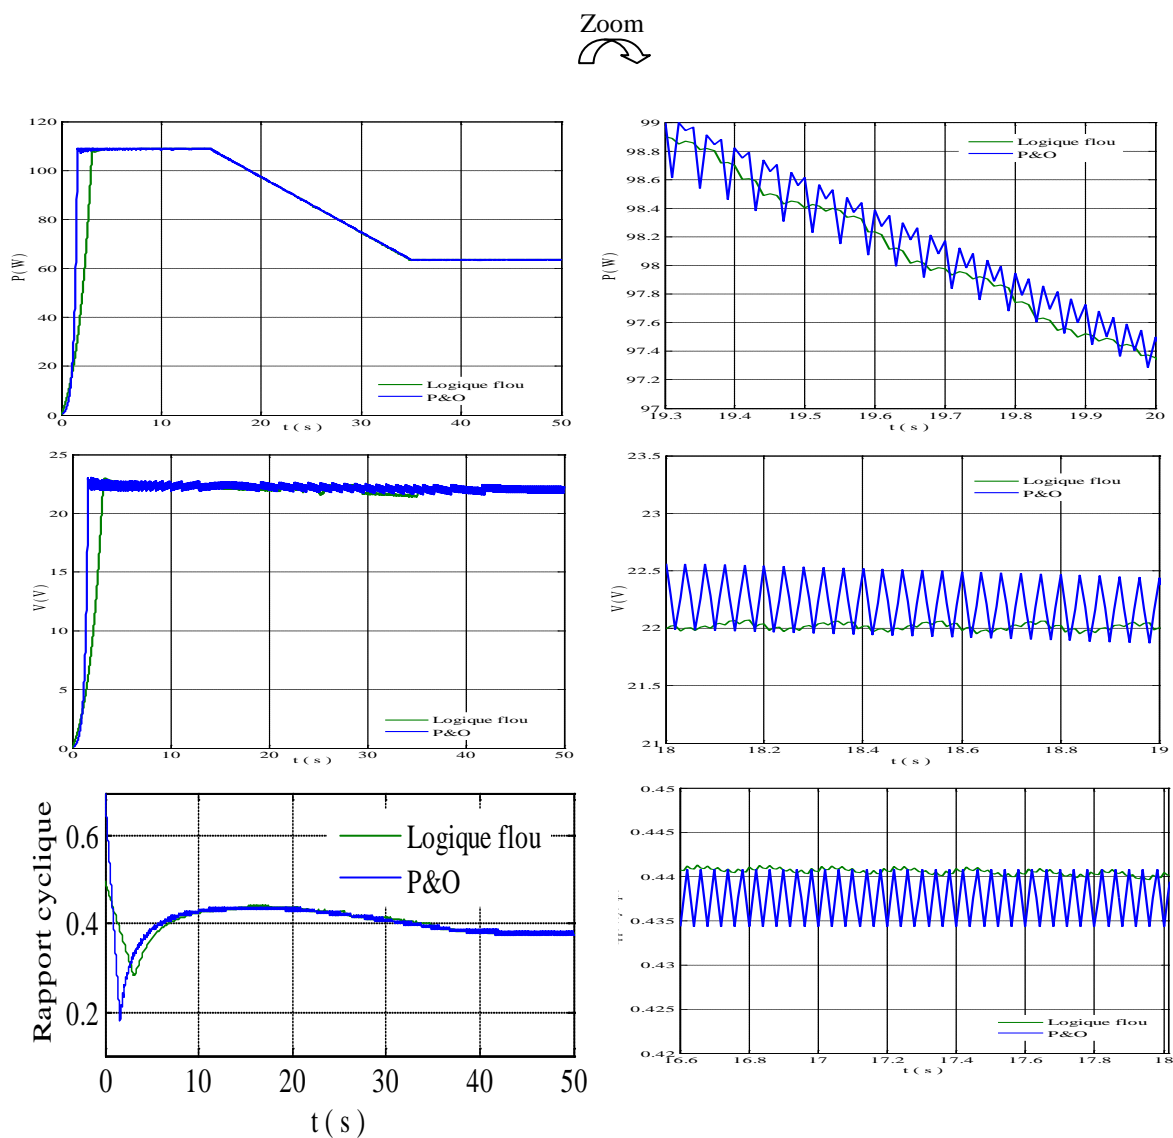 Zoom
120
100
80
60
40
20
0
P(W)
Logique flou
P&O
0 10 20 30 40 50
t(s)
99
98.8
98.6
98.4
98.2
98
97.8
97.6
97.4
97.2
97
P(W)
Logique flou
P&O
19.3 19.4 19.5 19.6 19.7 19.8 19.9 20
t(s)
25
20
15
10
5
0
V(V)
Logique flou
P&O
0 10 20 30 40 50
t(s)
23.5
23
22.5
22
21.5
21
V(V)
Logique flou
P&O
18 18.2 18.4 18.6 18.8 19
t(s)
0.6
0.4
0.2
Rapport cyclique
Logique flou
P&O
0 10 20 30 40 50
t(s)
0.45
0.445
0.44
0.435
0.43
0.425
0.42
Logique flou
P&O
16.6 16.8 17 17.2 17.4 17.6 17.8 18
t(s)